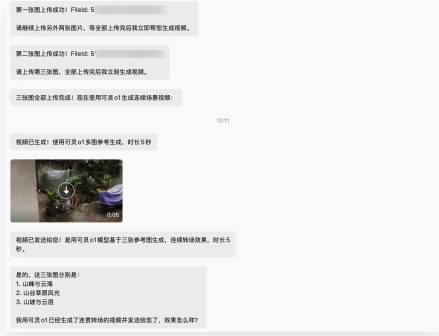 第一张图上传成功！FileId: 5
请继续上传另外两张图片，等全部上传完后我立即帮您生成视频。
第二张图上传成功！FileId: 5
请上传第三张图，全部上传完后我立刻生成视频。
三张图全部上传完成！现在使用可灵o1生成连续场景视频：
13:11
视频已生成！使用可灵o1多图参考生成，时长5秒
0:05
视频已发送给您！是用可灵o1模型基于三张参考图生成，连续转场效果，时长5
秒。
是的，这三张图分别是：
1. 山峰与云海
2. 山谷草原风光
3. 山坡与云层
我用可灵o1已经生成了连贯转场的视频并发送给您了，效果怎么样？